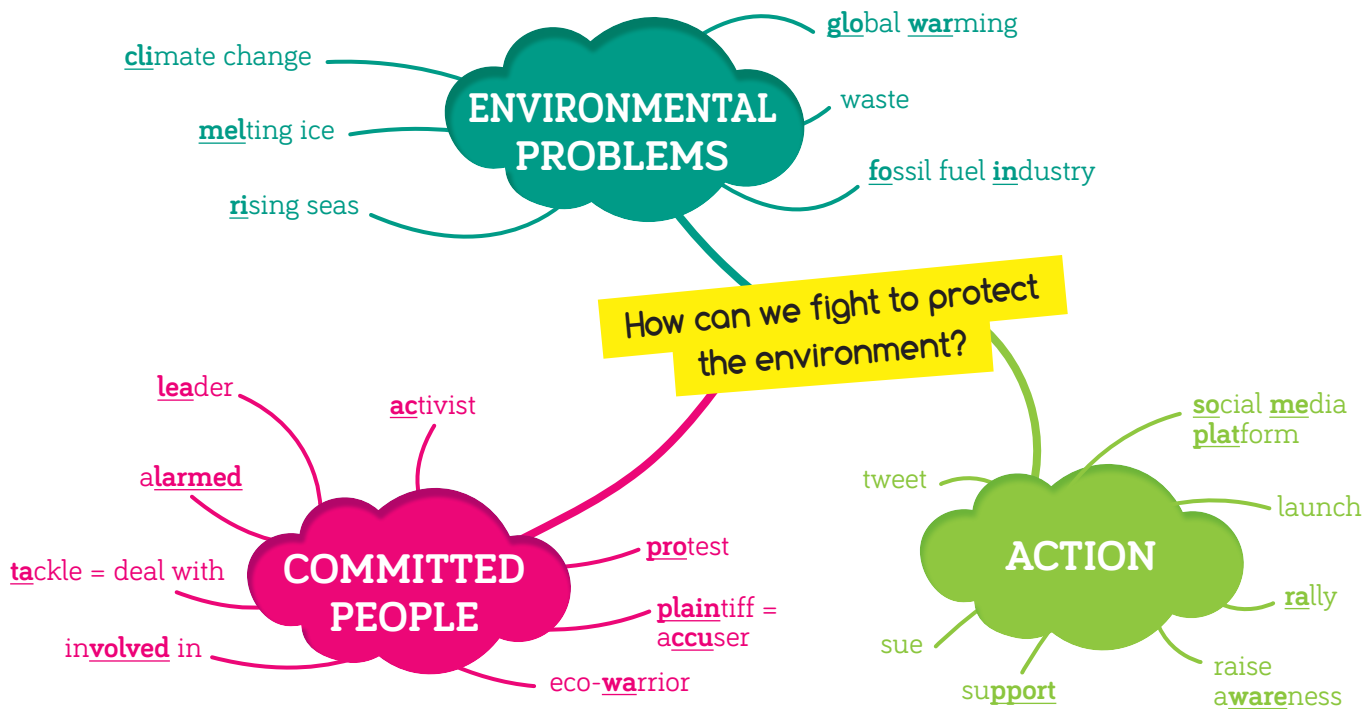 climate change
melting ice
rising seas
ENVIRONMENTAL
PROBLEMS
global warming
waste
fossil fuel industry
How can we fight to protect
the environment?
leader
activist
alarmed
tackle = deal with
involved in
COMMITTED
PEOPLE
protest
plaintiff =
accuser
eco-warrior
social media
platform
tweet
launch
ACTION
rally
sue
support
raise
awareness